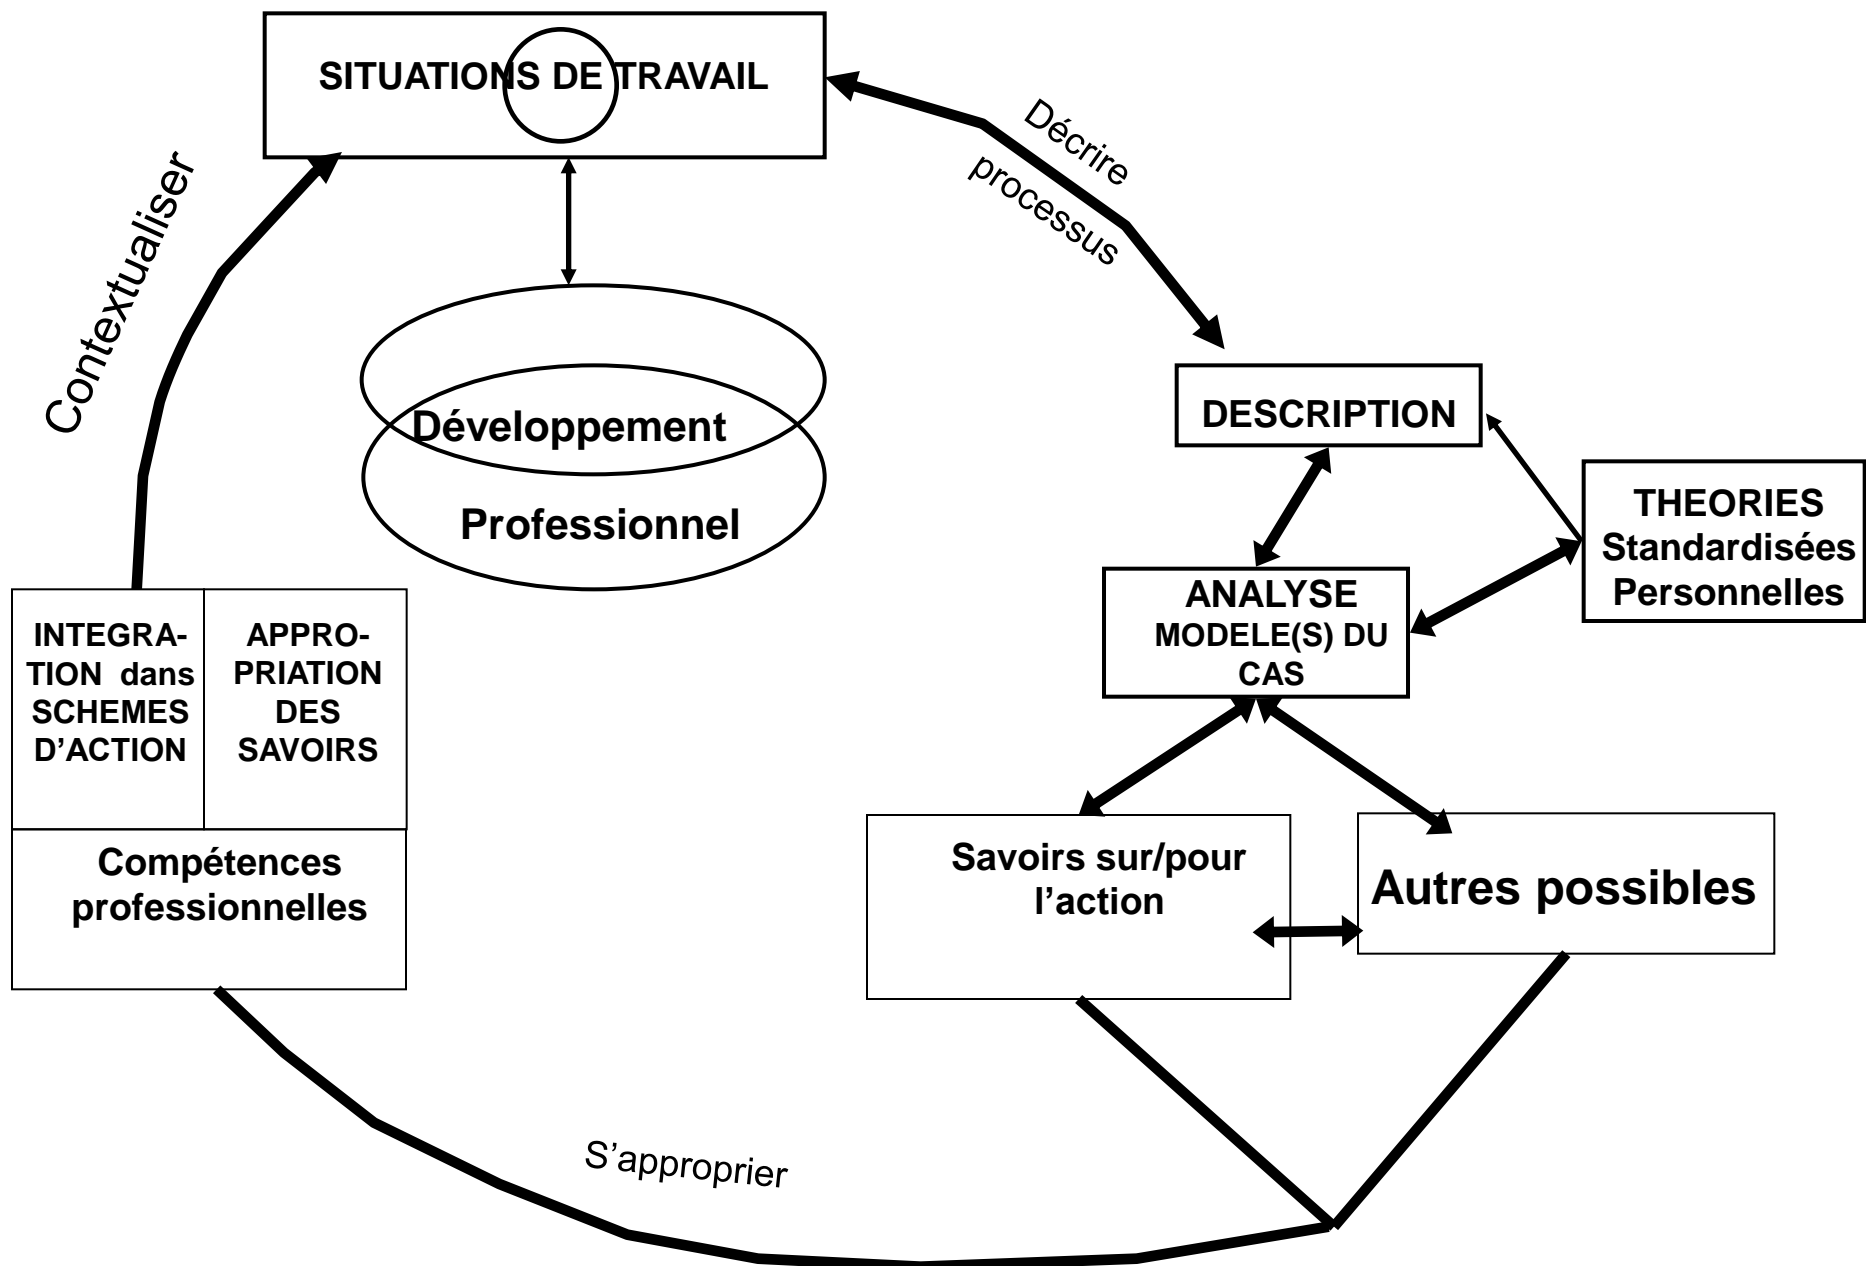 SITUATIONS DE TRAVAIL
Décrire
processus
Contextualiser
Développement
Professionnel
DESCRIPTION
THEORIES
Standardisées
Personnelles
ANALYSE
MODELE(S) DU
CAS
INTEGRA-
TION dans
SCHEMES
D’ACTION
APPRO-
PRIATION
DES
SAVOIRS
Compétences
professionnelles
Savoirs sur/pour
l’action
Autres possibles
S’approprier